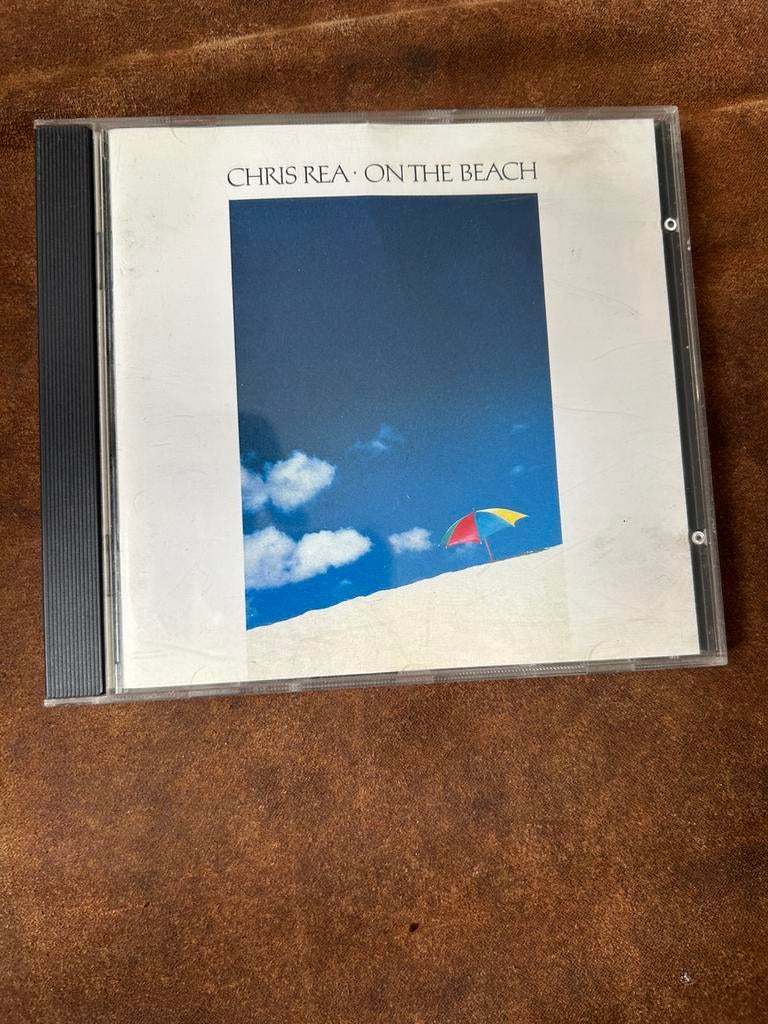 CHRIS REA · ON THE BEACH